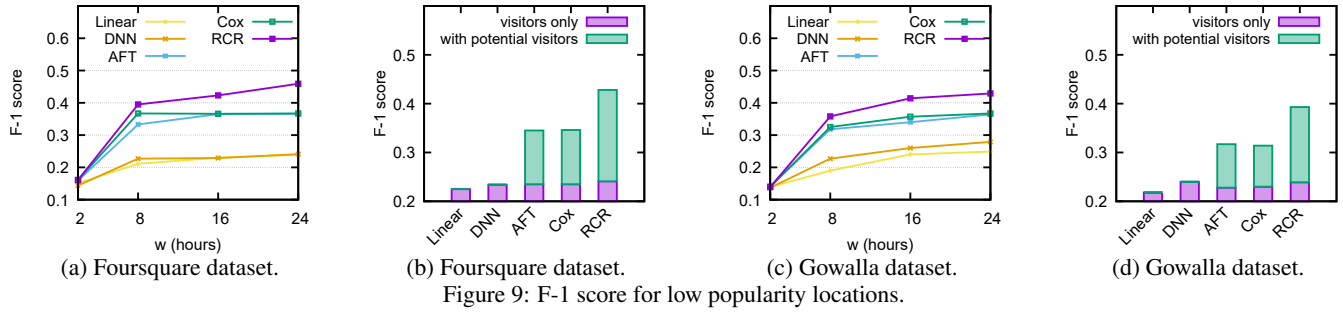 Linear
DNN
AFT
Cox
RCR
F-1 score
0.6
0.5
0.4
0.3
0.2
0.1
2 8 16 24
w (hours)
(a) Foursquare dataset.
visitors only
with potential visitors
F-1 score
0.5
0.4
0.3
0.2
Linear DNN AFT Cox RCR
(b) Foursquare dataset.
Linear
DNN
AFT
Cox
RCR
F-1 score
0.6
0.5
0.4
0.3
0.2
0.1
2 8 16 24
w (hours)
(c) Gowalla dataset.
visitors only
with potential visitors
F-1 score
0.5
0.4
0.3
0.2
Linear DNN AFT Cox RCR
(d) Gowalla dataset.
Figure 9: F-1 score for low popularity locations.